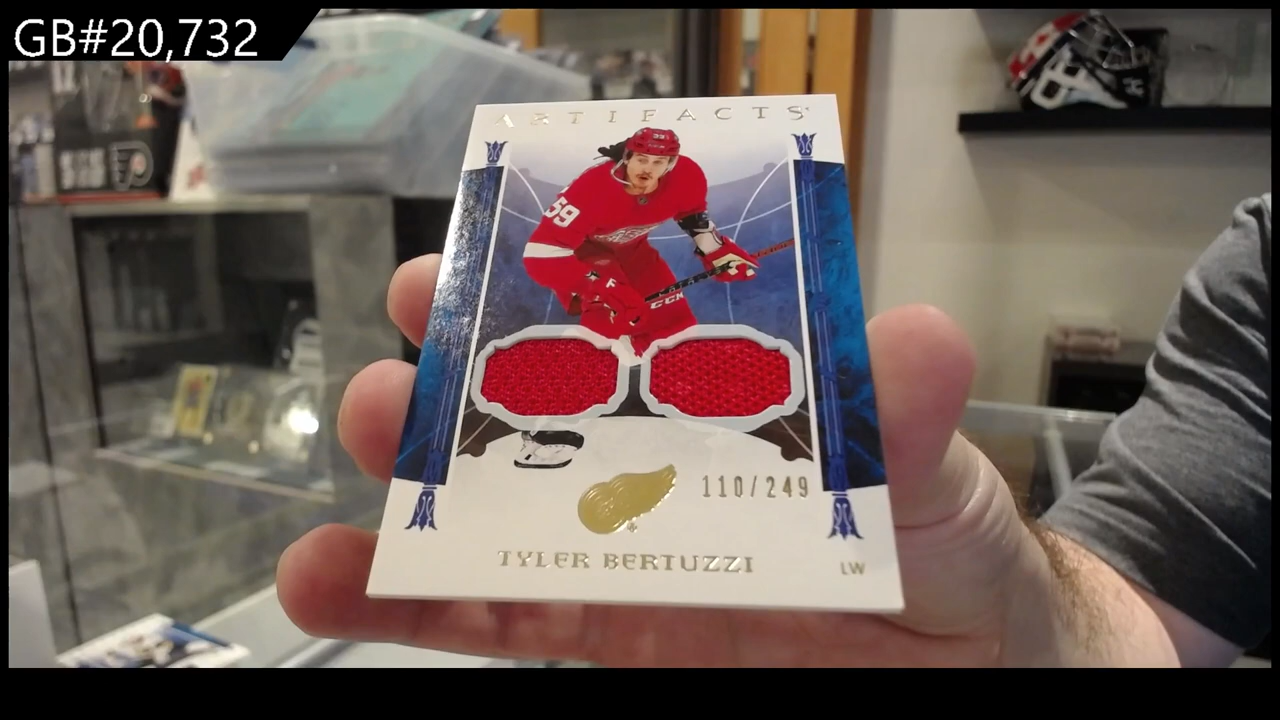 GB#20,732
ARTIFACTS
59
CCM
110/249
TYLER BERTUZZI
LW